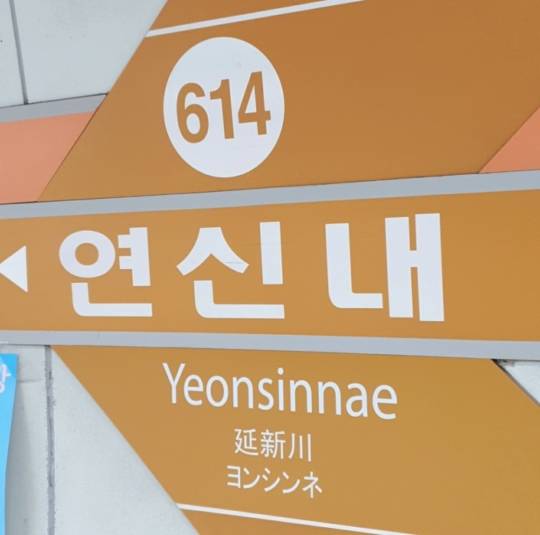 614
연신내
Yeonsinnae
延新川
ヨンシンネ